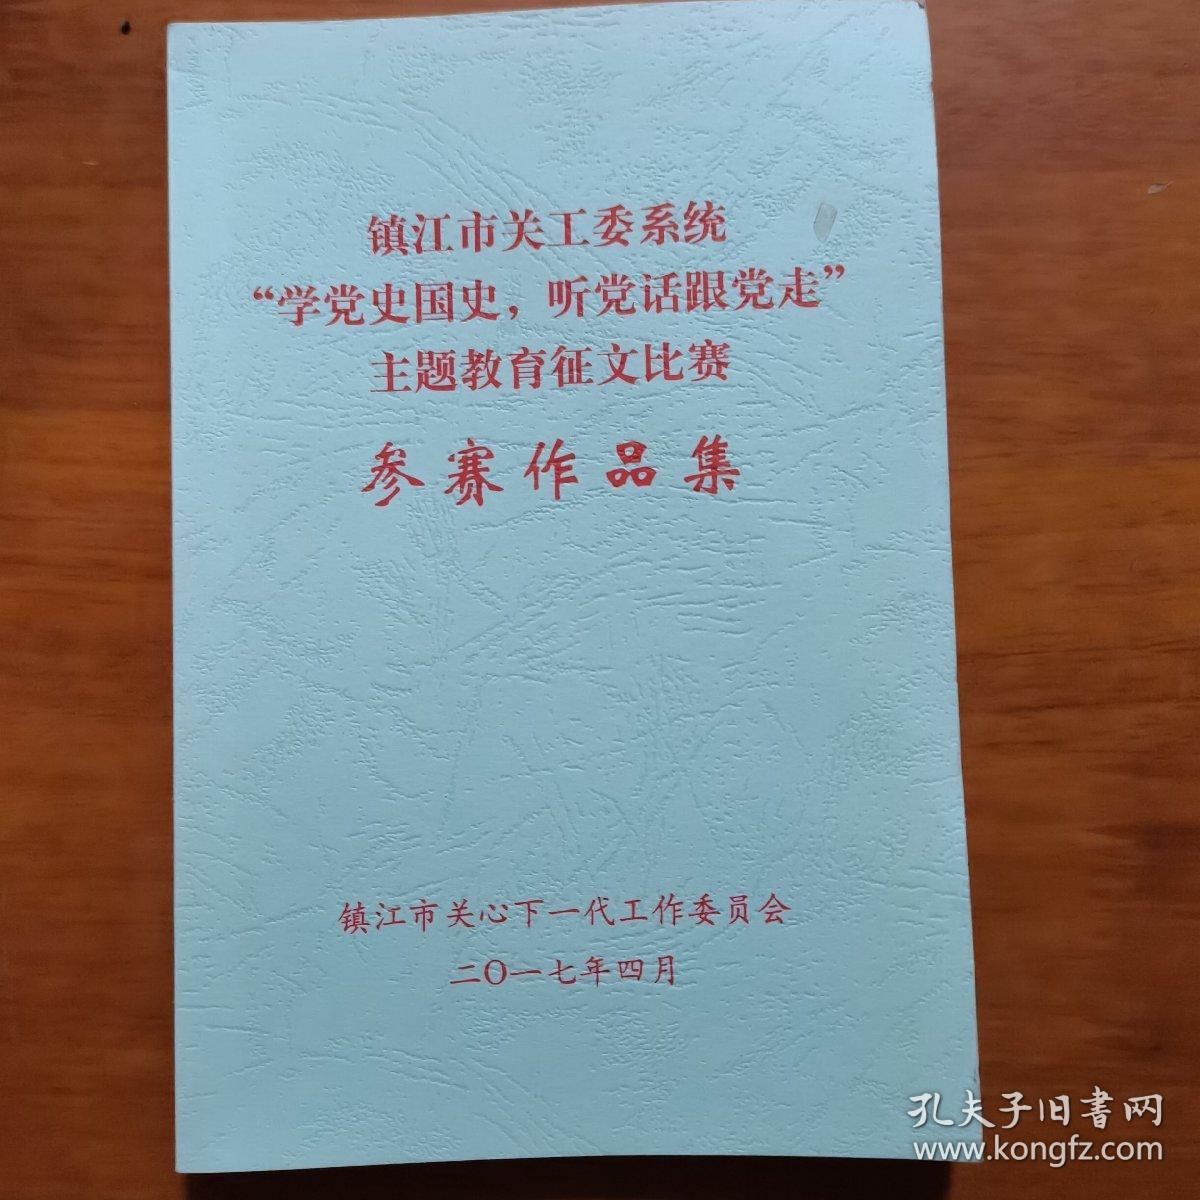 镇江市关工委系统
“学党史国史，听党话跟党走”
主题教育征文比赛
参赛作品集
镇江市关心下一代工作委员会
二〇一七年四月
孔夫子旧书网
www.kongfz.com